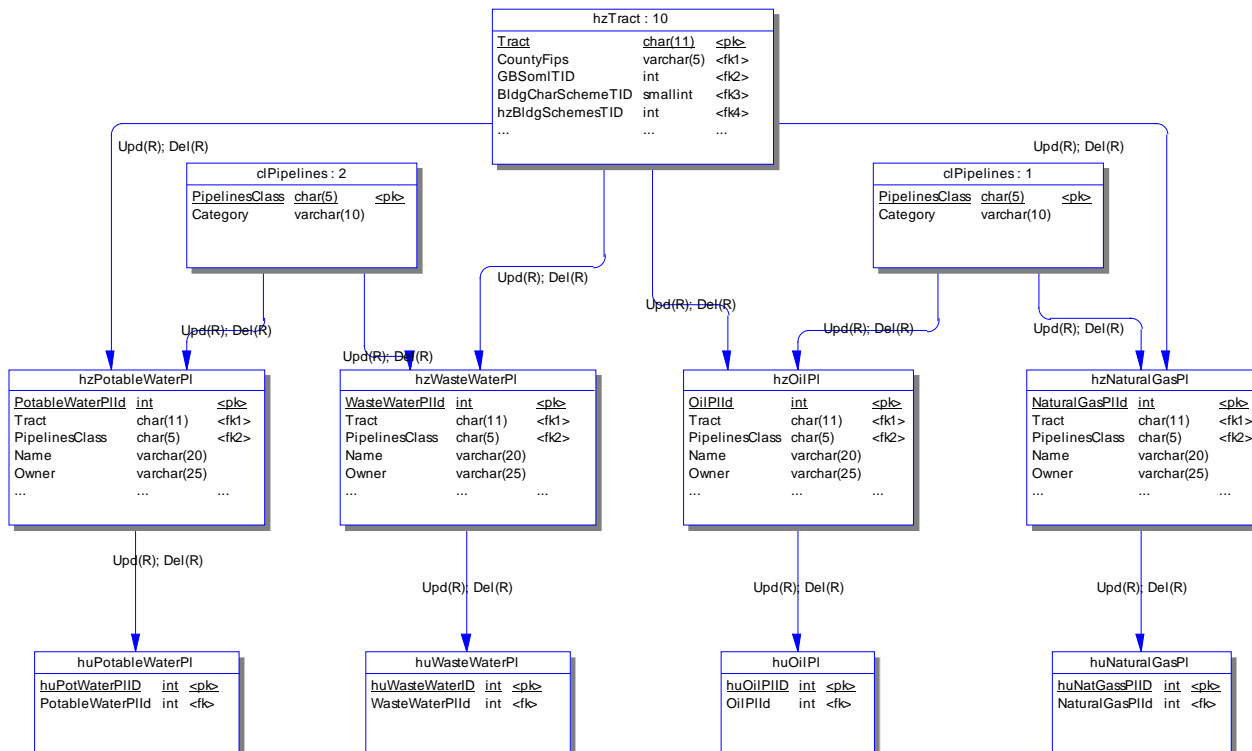 hzTract : 10
Tract char(11) <pk>
CountyFips varchar(5) <fk1>
GBSomlTID int <fk2>
BldgCharSchemeTID smallint <fk3>
hzBldgSchemesTID int <fk4>
... ... ...
Upd(R); Del(R)
Upd(R); Del(R)
clPipelines : 2
PipelinesClass char(5) <pk>
Category varchar(10)
clPipelines : 1
PipelinesClass char(5) <pk>
Category varchar(10)
Upd(R); Del(R)
Upd(R); Del(R)
Upd(R); Del(R)
Upd(R); Del(R)
Upd(R); Del(R)
Upd(R); Del(R)
hzPotableWaterPl
PotableWaterPlId int <pk>
Tract char(11) <fk1>
PipelinesClass char(5) <fk2>
Name varchar(20)
Owner varchar(25)
... ... ...
hzWasteWaterPl
WasteWaterPlId int <pk>
Tract char(11) <fk1>
PipelinesClass char(5) <fk2>
Name varchar(20)
Owner varchar(25)
... ... ...
hzOilPl
OilPlId int <pk>
Tract char(11) <fk1>
PipelinesClass char(5) <fk2>
Name varchar(20)
Owner varchar(25)
... ... ...
hzNaturalGasPl
NaturalGasPlId int <pk>
Tract char(11) <fk1>
PipelinesClass char(5) <fk2>
Name varchar(20)
Owner varchar(25)
... ... ...
Upd(R); Del(R)
Upd(R); Del(R)
Upd(R); Del(R)
Upd(R); Del(R)
huPotableWaterPl
huPotWaterPlID int <pk>
PotableWaterPlId int <fk>
huWasteWaterPl
huWasteWaterID int <pk>
WasteWaterPlId int <fk>
huOilPl
huOilPlID int <pk>
OilPlId int <fk>
huNaturalGasPl
huNatGassPlID int <pk>
NaturalGasPlId int <fk>